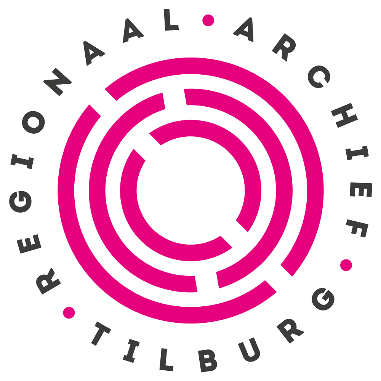 REGIONAAL • ARCHIEF • TILBURG •